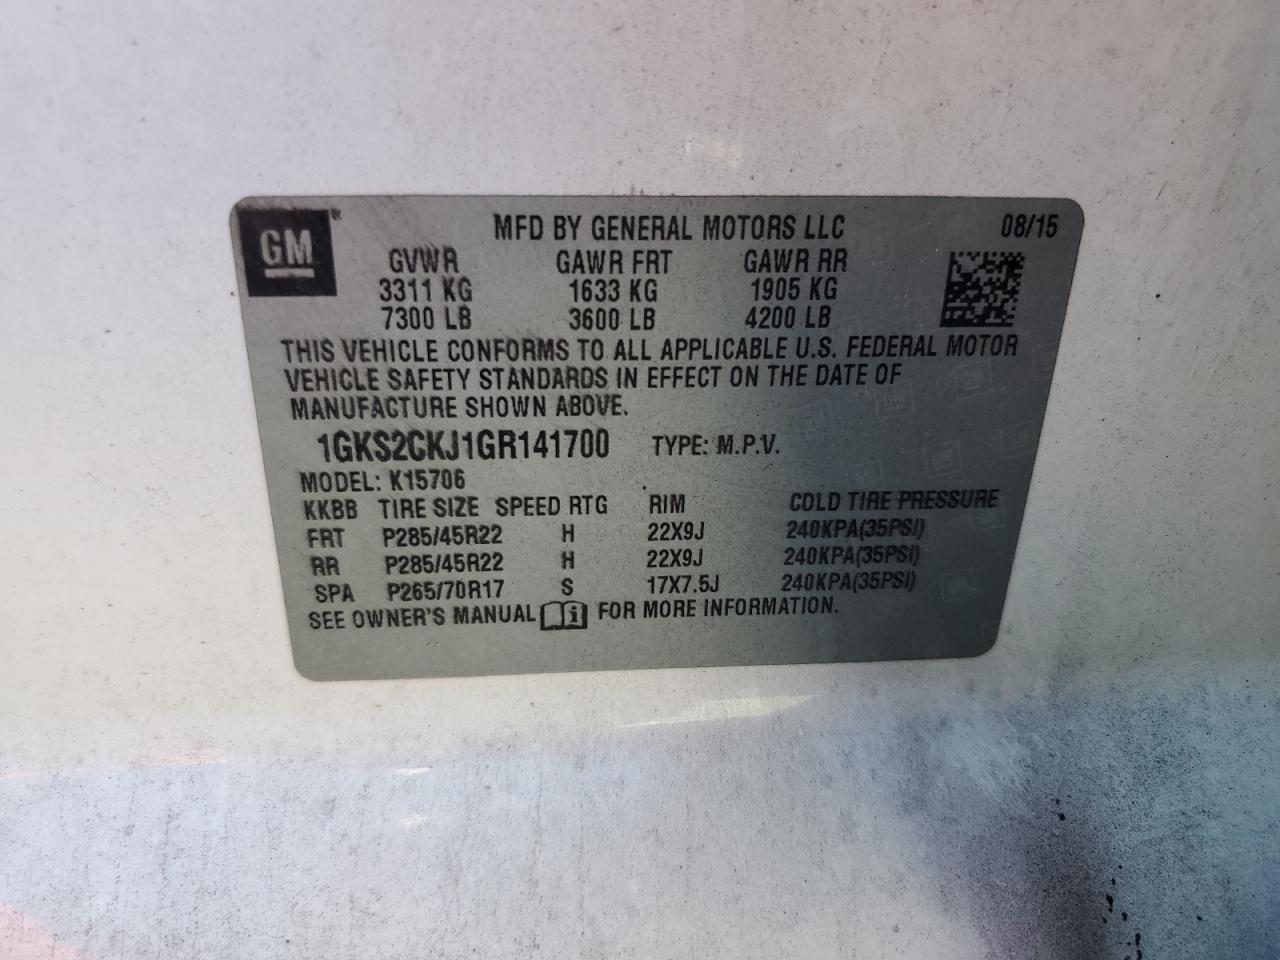 GM ® MFD BY GENERAL MOTORS LLC 08/15
GVWR GAWR FRT GAWR RR
3311 KG 1633 KG 1905 KG
7300 LB 3600 LB 4200 LB
THIS VEHICLE CONFORMS TO ALL APPLICABLE U.S. FEDERAL MOTOR
VEHICLE SAFETY STANDARDS IN EFFECT ON THE DATE OF
MANUFACTURE SHOWN ABOVE.
1GKS2CKJ1GR141700 TYPE: M.P.V.
MODEL: K15706
KKBB TIRE SIZE SPEED RTG RIM COLD TIRE PRESSURE
FRT P285/45R22 H 22X9J 240KPA(35PSI)
RR P285/45R22 H 22X9J 240KPA(35PSI)
SPA P265/70R17 S 17X7.5J 240KPA(35PSI)
SEE OWNER'S MANUAL i FOR MORE INFORMATION.